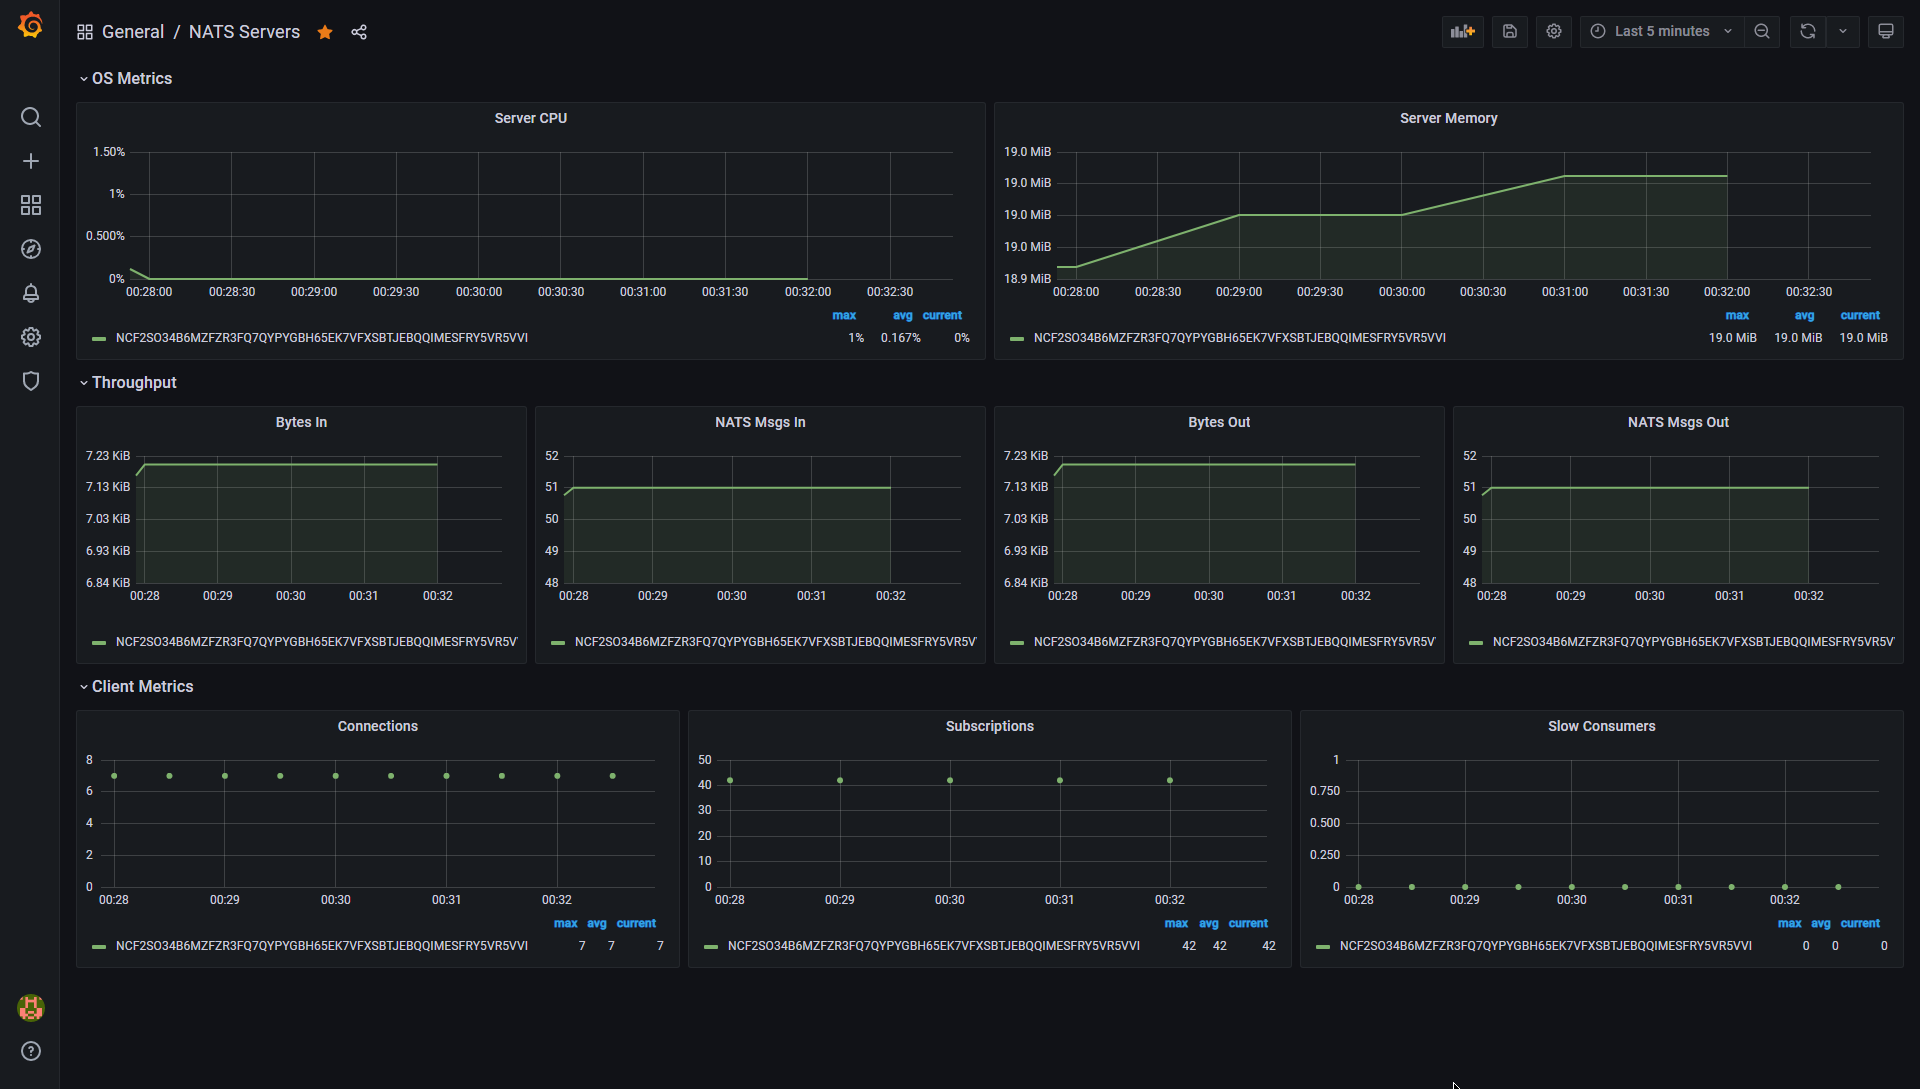 General / NATS Servers
Last 5 minutes
OS Metrics
Server CPU
1.50%
1%
0.500%
0%
00:28:00 00:28:30 00:29:00 00:29:30 00:30:00 00:30:30 00:31:00 00:31:30 00:32:00 00:32:30
max avg current
NCF2SO34B6MZFZR3FQ7QYPYGBH65EK7VFXSBTJEBQQIMESFRY5VR5VVI 1% 0.167% 0%
Server Memory
19.0 MiB
19.0 MiB
19.0 MiB
19.0 MiB
18.9 MiB
00:28:00 00:28:30 00:29:00 00:29:30 00:30:00 00:30:30 00:31:00 00:31:30 00:32:00 00:32:30
max avg current
NCF2SO34B6MZFZR3FQ7QYPYGBH65EK7VFXSBTJEBQQIMESFRY5VR5VVI 19.0 MiB 19.0 MiB 19.0 MiB
Throughput
Bytes In
7.23 KiB
7.13 KiB
7.03 KiB
6.93 KiB
6.84 KiB
00:28 00:29 00:30 00:31 00:32
NCF2SO34B6MZFZR3FQ7QYPYGBH65EK7VFXSBTJEBQQIMESFRY5VR5V
NATS Msgs In
52
51
50
49
48
00:28 00:29 00:30 00:31 00:32
NCF2SO34B6MZFZR3FQ7QYPYGBH65EK7VFXSBTJEBQQIMESFRY5VR5V
Bytes Out
7.23 KiB
7.13 KiB
7.03 KiB
6.93 KiB
6.84 KiB
00:28 00:29 00:30 00:31 00:32
NCF2SO34B6MZFZR3FQ7QYPYGBH65EK7VFXSBTJEBQQIMESFRY5VR5V
NATS Msgs Out
52
51
50
49
48
00:28 00:29 00:30 00:31 00:32
NCF2SO34B6MZFZR3FQ7QYPYGBH65EK7VFXSBTJEBQQIMESFRY5VR5V
Client Metrics
Connections
8
6
4
2
0
00:28 00:29 00:30 00:31 00:32
max avg current
NCF2SO34B6MZFZR3FQ7QYPYGBH65EK7VFXSBTJEBQQIMESFRY5VR5VVI 7 7 7
Subscriptions
50
40
30
20
10
0
00:28 00:29 00:30 00:31 00:32
max avg current
NCF2SO34B6MZFZR3FQ7QYPYGBH65EK7VFXSBTJEBQQIMESFRY5VR5VVI 42 42 42
Slow Consumers
1
0.750
0.500
0.250
0
00:28 00:29 00:30 00:31 00:32
max avg current
NCF2SO34B6MZFZR3FQ7QYPYGBH65EK7VFXSBTJEBQQIMESFRY5VR5VVI 0 0 0